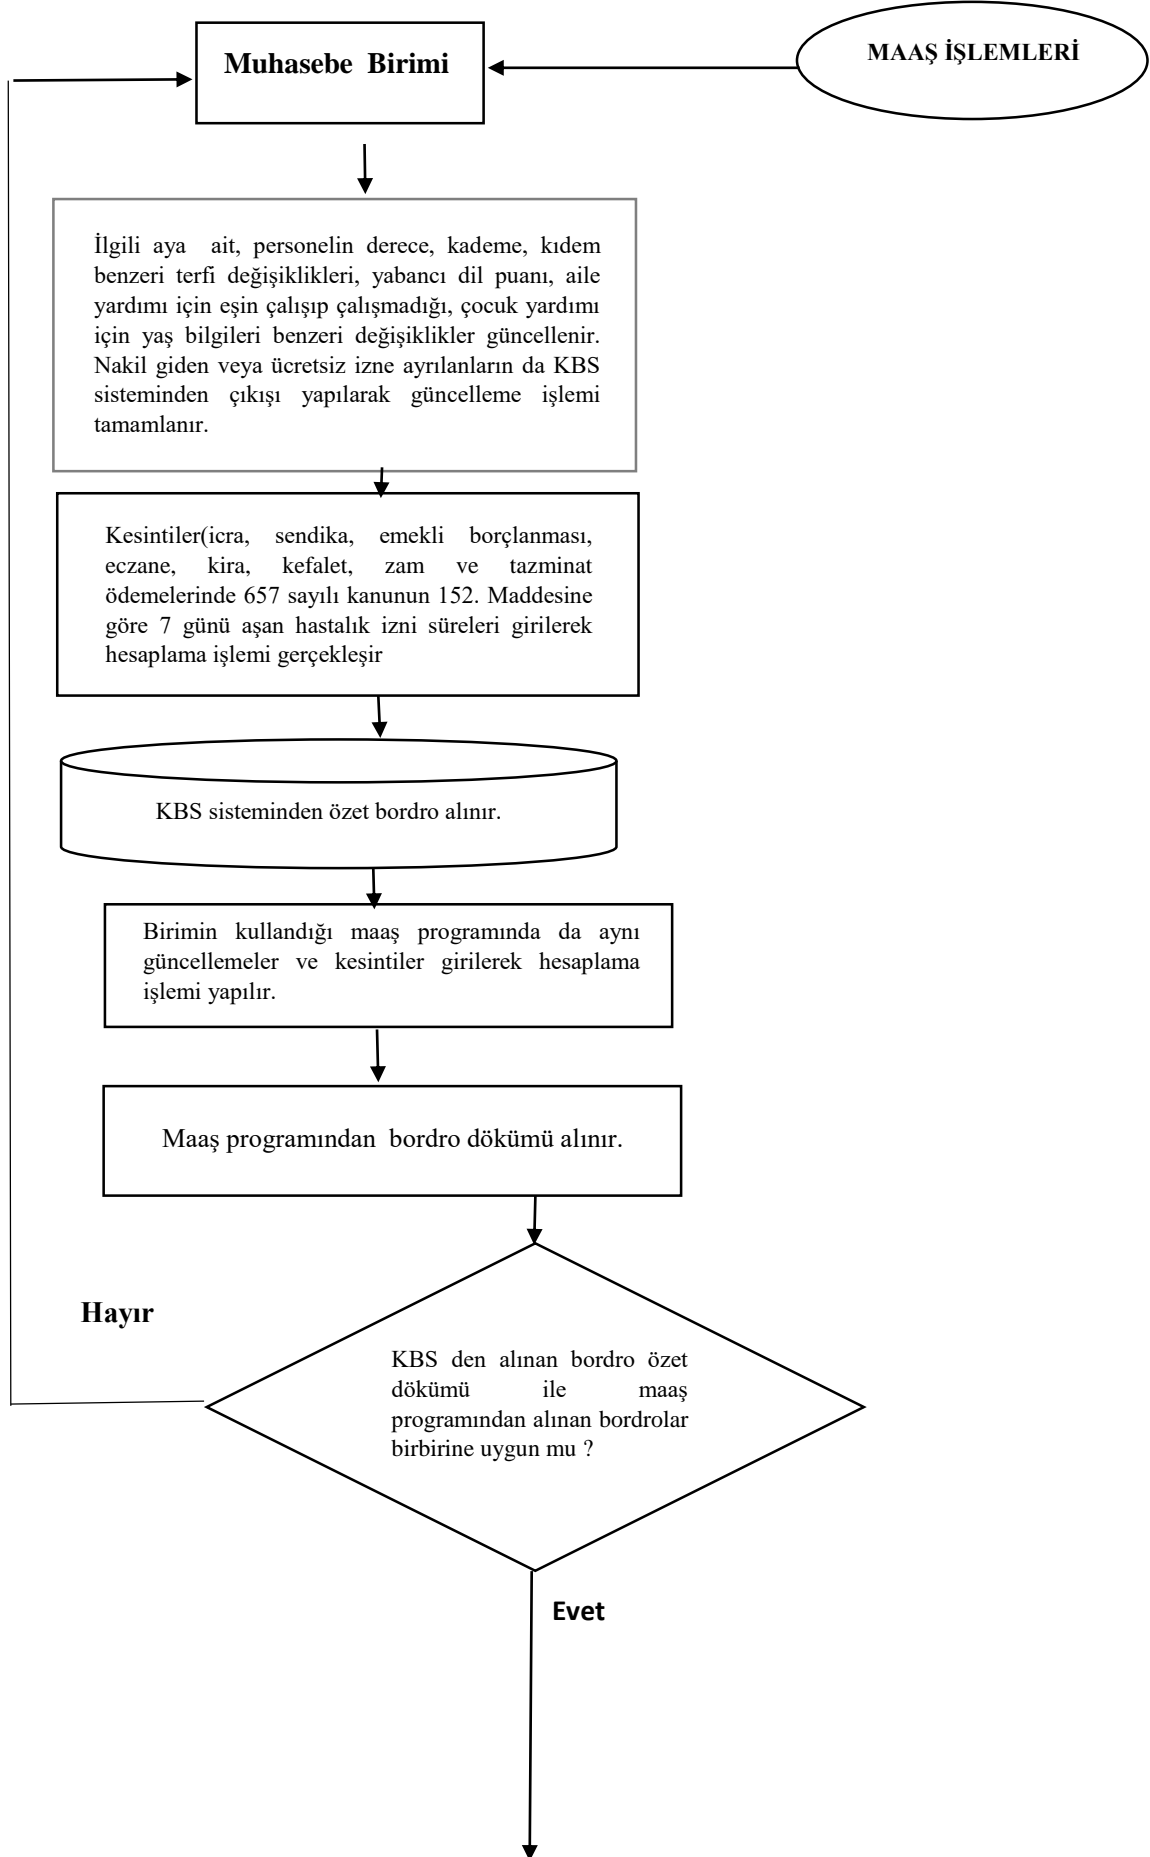 Muhasebe Birimi
MAAŞ İŞLEMLERİ
İlgili aya ait, personelin derece, kademe, kıdem
benzeri terfi değişiklikleri, yabancı dil puanı, aile
yardımı için eşin çalışıp çalışmadığı, çocuk yardımı
için yaş bilgileri benzeri değişiklikler güncellenir.
Nakil giden veya ücretsiz izne ayrılanların da KBS
sisteminden çıkışı yapılarak güncelleme işlemi
tamamlanır.
Kesintiler(icra, sendika, emekli borçlanması,
eczane, kira, kefalet, zam ve tazminat
ödemelerinde 657 sayılı kanunun 152. Maddesine
göre 7 günü aşan hastalık izni süreleri girilerek
hesaplama işlemi gerçekleşir
KBS sisteminden özet bordro alınır.
Birimin kullandığı maaş programında da aynı
güncellemeler ve kesintiler girilerek hesaplama
işlemi yapılır.
Maaş programından bordro dökümü alınır.
Hayır
KBS den alınan bordro özet
dökümü ile maaş
programından alınan bordrolar
birbirine uygun mu ?
Evet